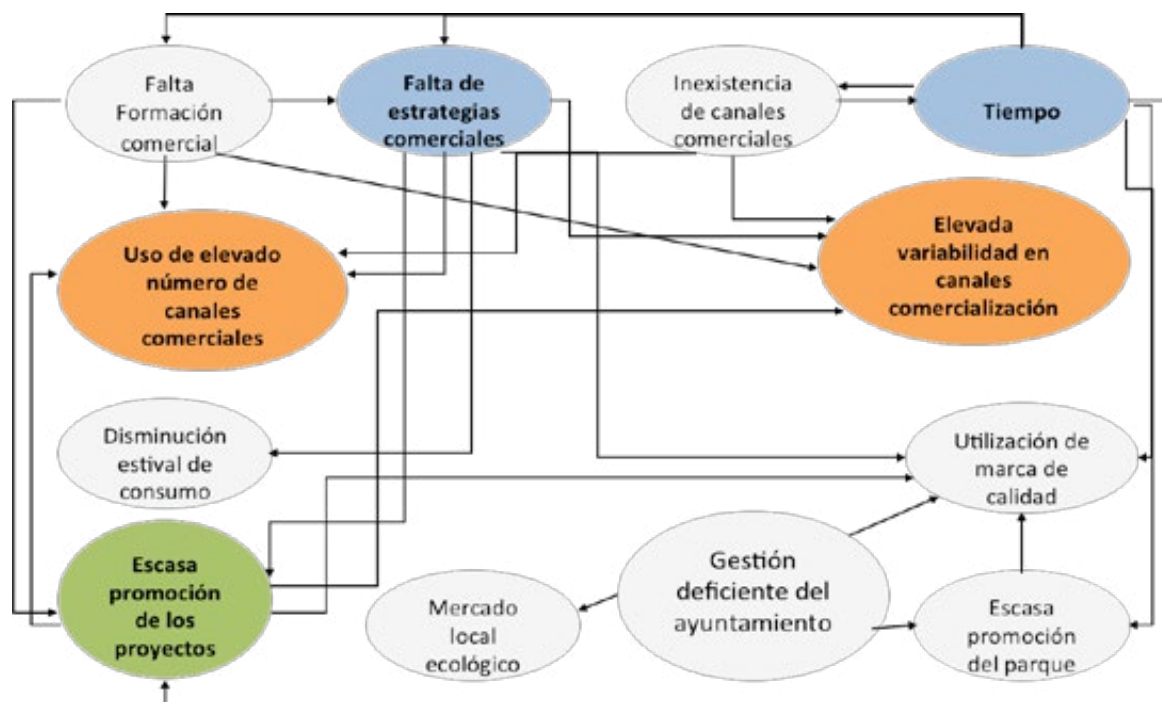 Falta
Formación
comercial
Falta de
estrategias
comerciales
Inexistencia
de canales
comerciales
Tiempo
Uso de elevado
número de
canales
comerciales
Elevada
variabilidad en
canales
comercialización
Disminución
estival de
consumo
Utilización de
marca de
calidad
Escasa
promoción
de los
proyectos
Mercado
local
ecológico
Gestión
deficiente del
ayuntamiento
Escasa
promoción
del parque